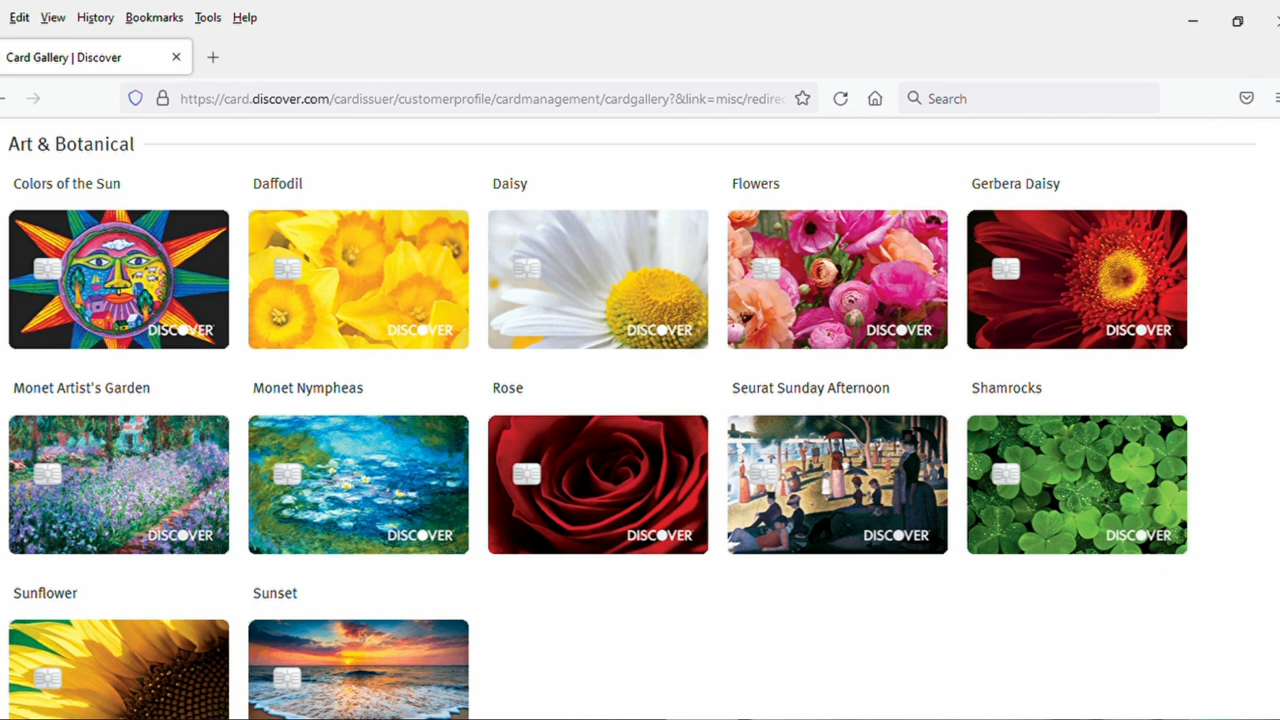 Edit View History Bookmarks Tools Help
Card Gallery | Discover
https://card.discover.com/cardissuer/customerprofile/cardmanagement/cardgallery?&link=misc/redirec
Search
Art & Botanical
Colors of the Sun Daffodil Daisy Flowers Gerbera Daisy
DISCOVER DISCOVER DISCOVER DISCOVER DISCOVER
Monet Artist's Garden Monet Nympheas Rose Seurat Sunday Afternoon Shamrocks
DISCOVER DISCOVER DISCOVER DISCOVER DISCOVER
Sunflower Sunset